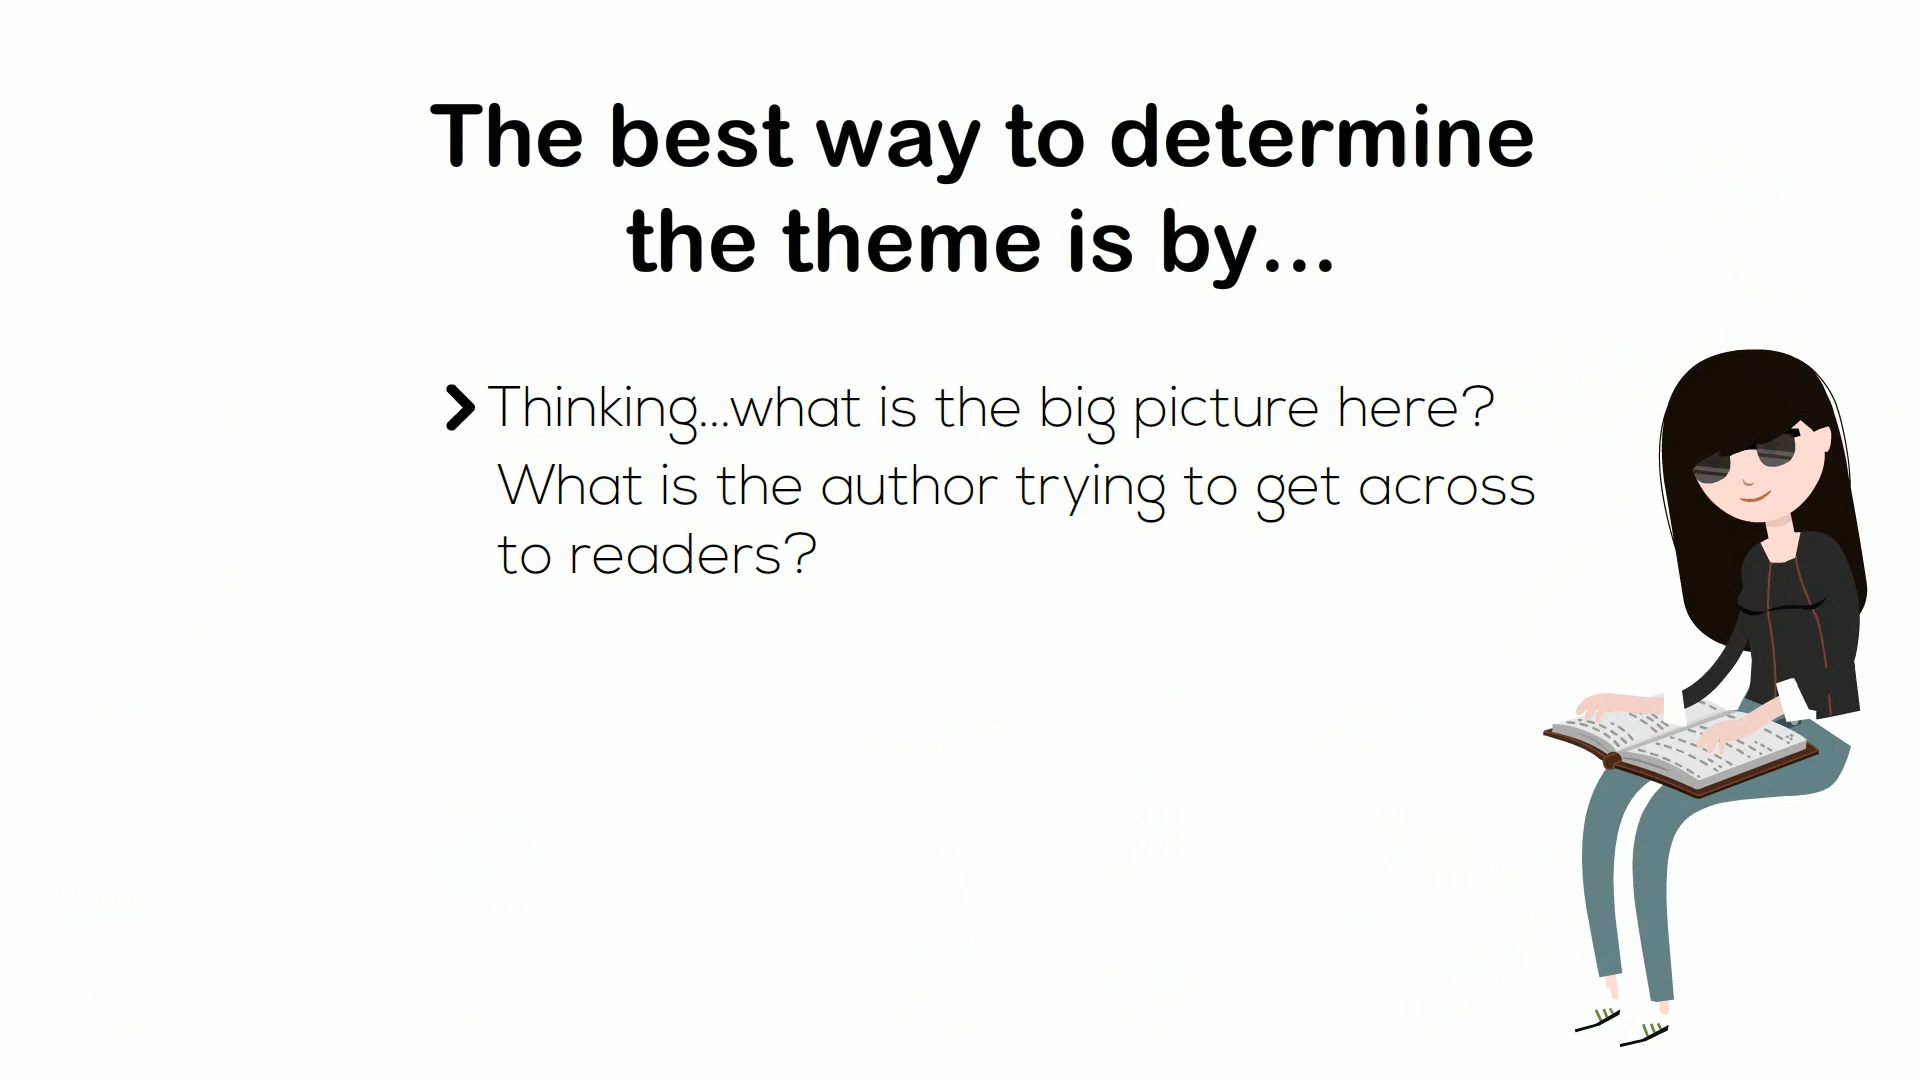 The best way to determine
the theme is by...
Thinking...what is the big picture here?
What is the author trying to get across
to readers?